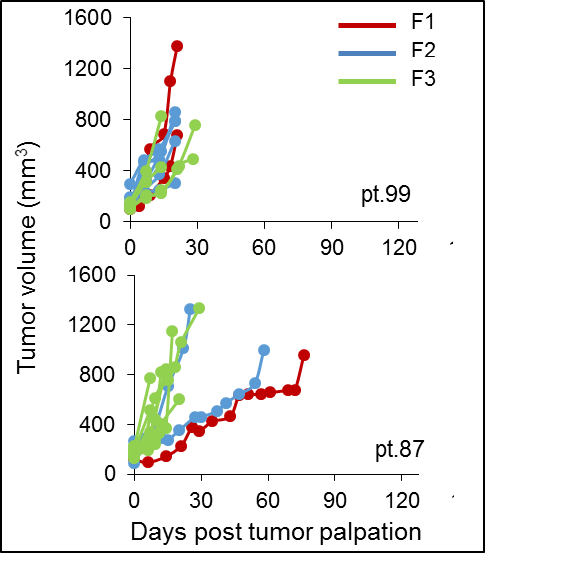 1600
F1
F2
1200
F3
800
400
pt.99
0
0 30 60 90 120
Tumor volume (mm³)
1600
1200
800
400
pt.87
0
0 30 60 90 120
Days post tumor palpation